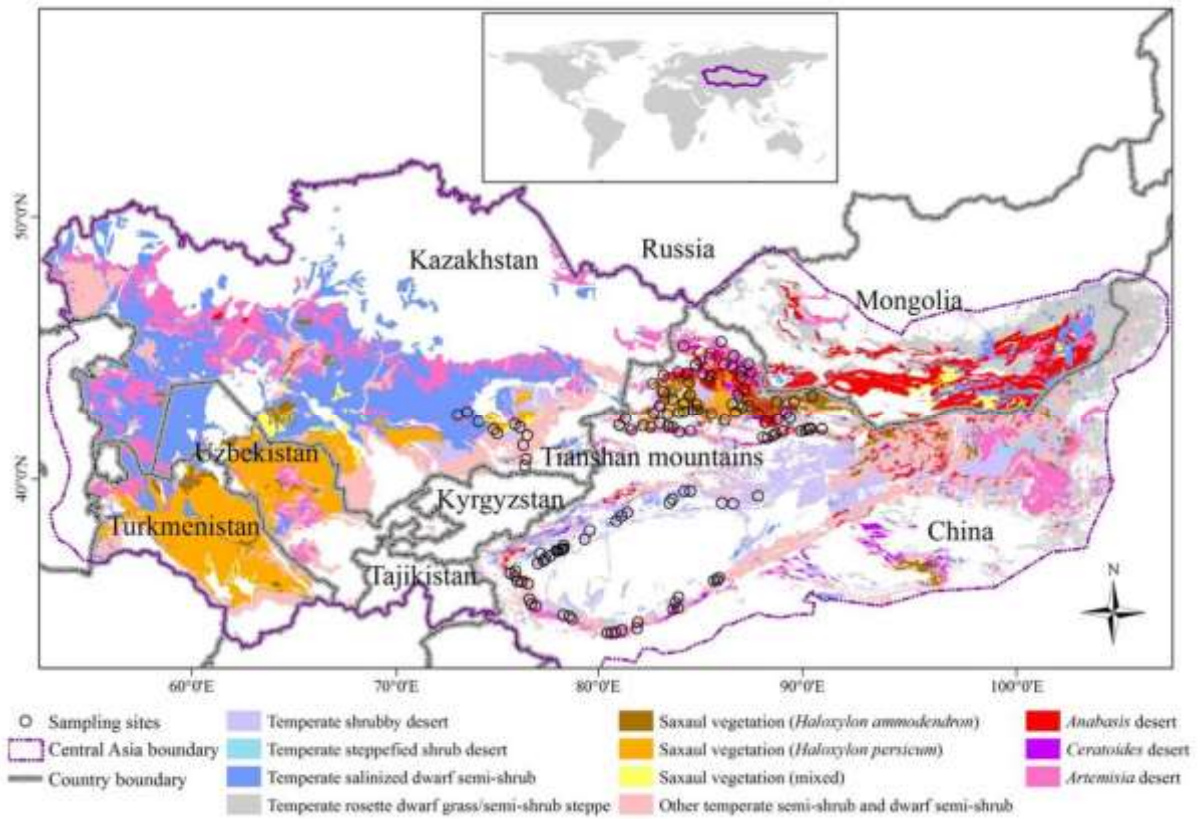 50°0'N
40°0'N
Kazakhstan
Russia
Mongolia
Uzbekistan
Tianshan mountains
Kyrgyzstan
Turkmenistan
China
Tajikistan
N
60°0'E
70°0'E
80°0'E
90°0'E
100°0'E
Sampling sites
Central Asia boundary
Country boundary
Temperate shrubby desert
Temperate steppefied shrub desert
Temperate salinized dwarf semi-shrub
Temperate rosette dwarf grass/semi-shrub steppe
Saxaul vegetation (Haloxylon ammodendron)
Saxaul vegetation (Haloxylon persicum)
Saxaul vegetation (mixed)
Other temperate semi-shrub and dwarf semi-shrub
Anabasis desert
Ceratoides desert
Artemisia desert